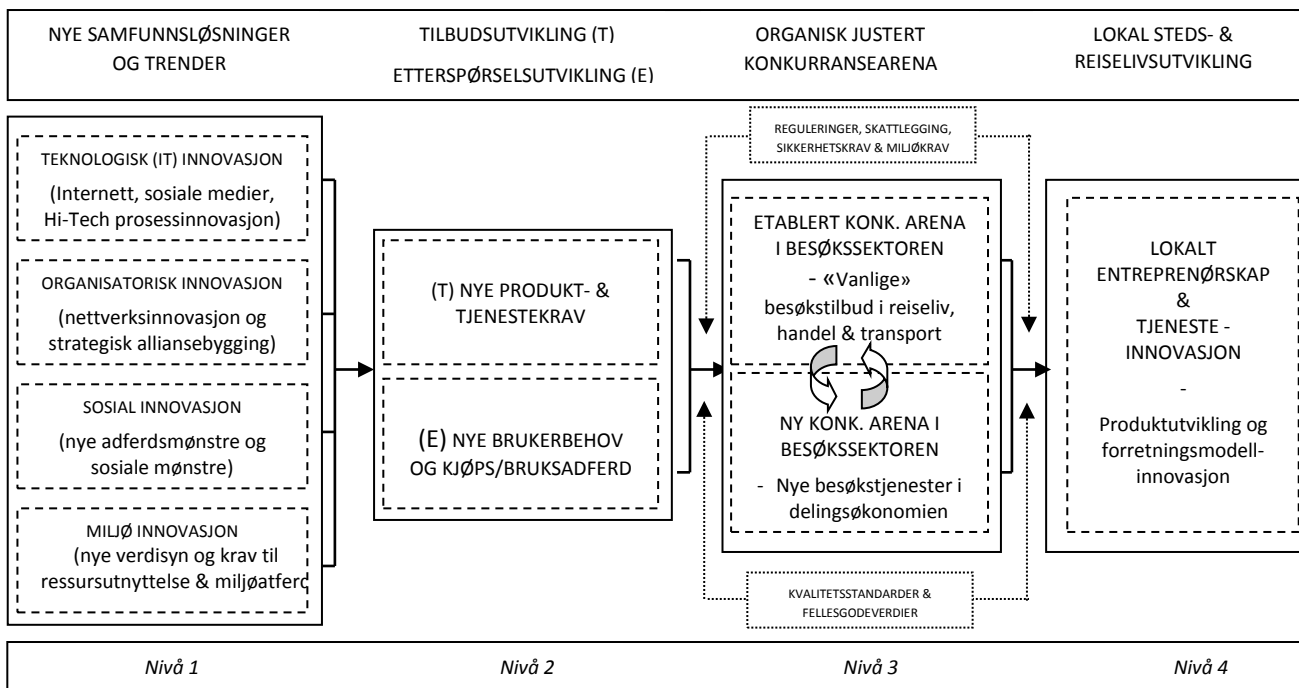 NYE SAMFUNNSLØSNINGER
OG TRENDER
TILBUDSUTVIKLING (T)
ETTERSPØRSELSUTVIKLING (E)
ORGANISK JUSTERT
KONKURRANSEARENA
LOKAL STEDS- &
REISELIVSUTVIKLING
TEKNOLOGISK (IT) INNOVASJON
(Internett, sosiale medier,
Hi-Tech prosessinnovasjon)
ORGANISATORISK INNOVASJON
(nettverksinnovasjon og
strategisk alliansebygging)
SOSIAL INNOVASJON
(nye adferdsmønstre og
sosiale mønstre)
MILJØ INNOVASJON
(nye verdisyn og krav til
ressursutnyttelse & miljøatferd
(T) NYE PRODUKT- &
TJENESTEKRAV
(E) NYE BRUKERBEHOV
OG KJØPS/BRUKSADFERD
REGULERINGER, SKATTLEGGING,
SIKKERHETSKRAV & MILJØKRAV
ETABLERT KONK. ARENA
I BESØKSSEKTOREN
- «Vanlige»
besøkstilbud i reiseliv,
handel & transport
NY KONK. ARENA I
BESØKSSEKTOREN
- Nye besøkstjenester i
delingsøkonomien
KVALITETSSTANDARDER &
FELLESGODEVERDIER
LOKALT
ENTREPRENØRSKAP
&
TJENESTE -
INNOVASJON
-
Produktutvikling og
forretningsmodell-
innovasjon
Nivå 1
Nivå 2
Nivå 3
Nivå 4